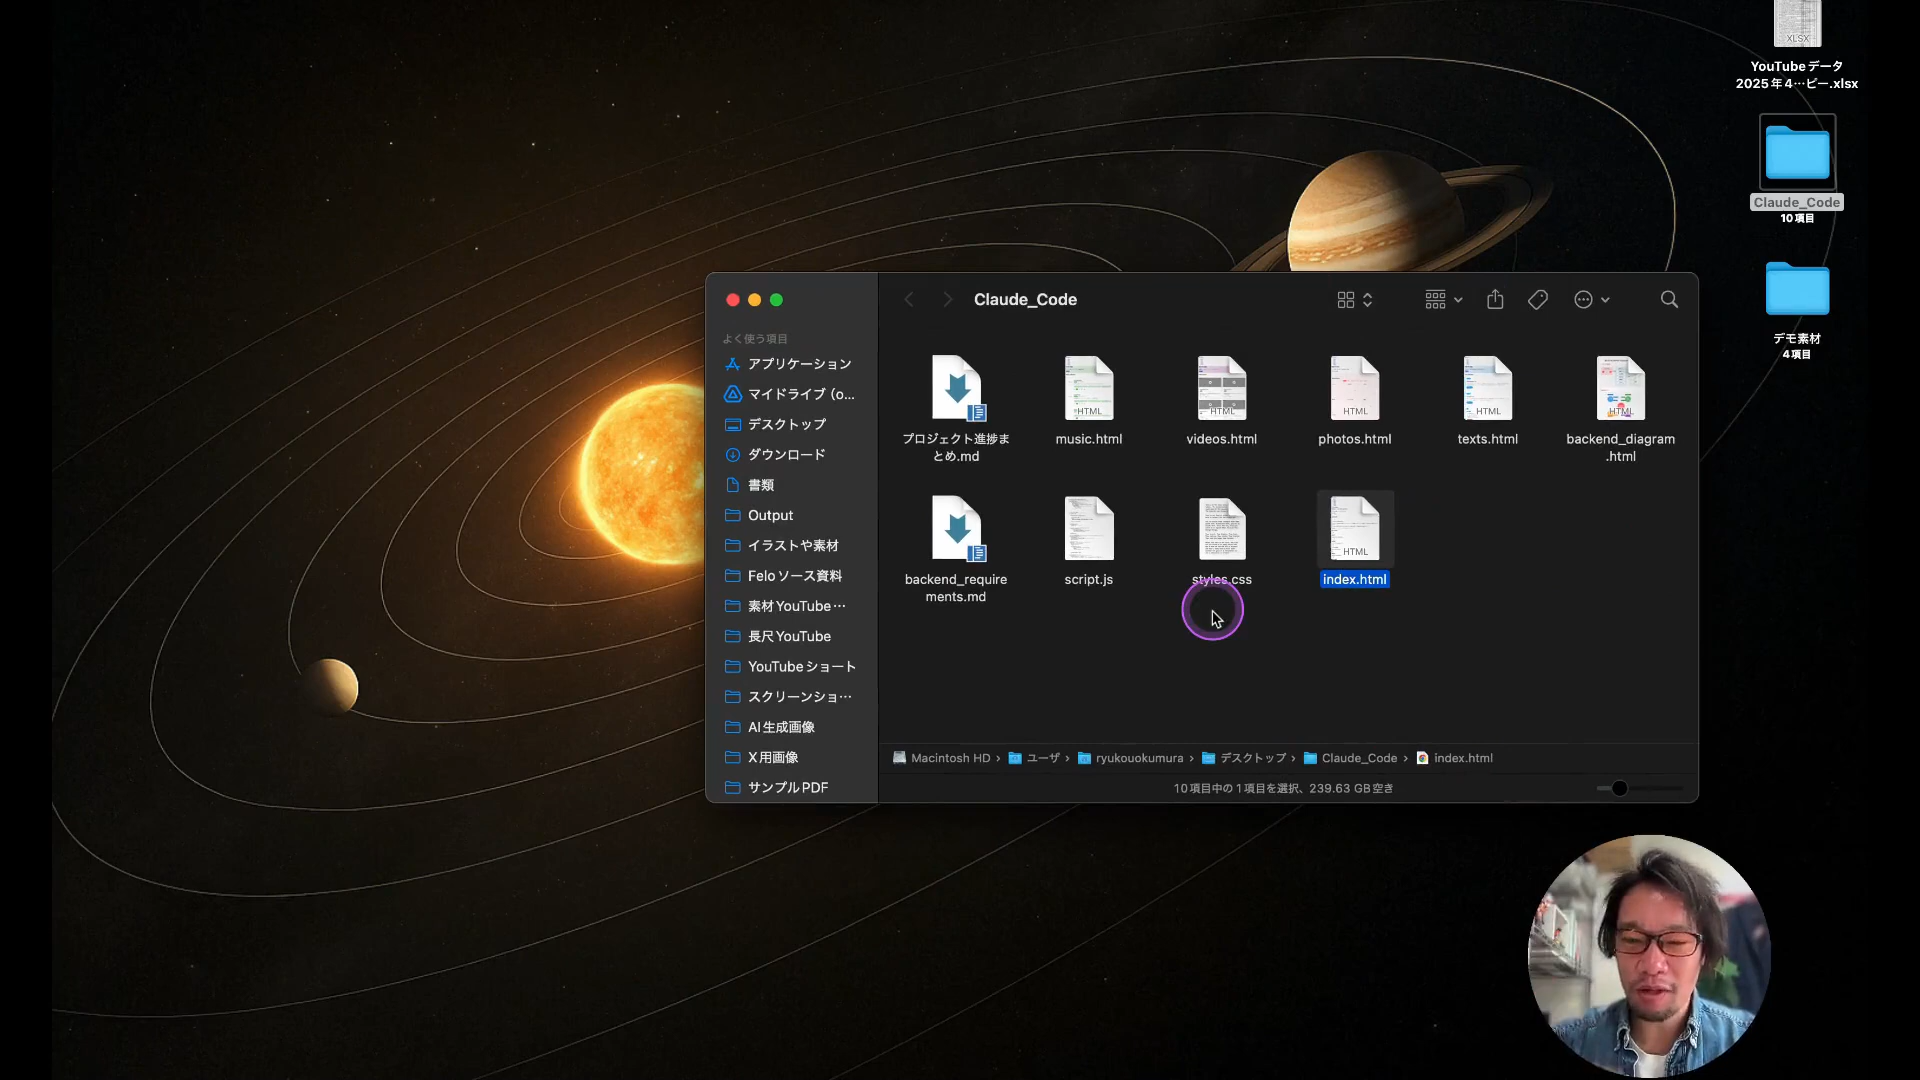 XLSX
YouTubeデータ
2025年4…ピー.xlsx
Claude_Code
10項目
デモ素材
4項目
Claude_Code
よく使う項目
アプリケーション
マイドライブ (o...
デスクトップ
ダウンロード
書類
Output
イラストや素材
Feloソース資料
素材YouTube…
長尺YouTube
YouTubeショート
スクリーンショ…
AI生成画像
X用画像
サンプルPDF
HTML
HTML
HTML
HTML
HTML
プロジェクト進捗ま
とめ.md
music.html
videos.html
photos.html
texts.html
backend_diagram
.html
HTML
backend_require
ments.md
script.js
styles.css
index.html
Macintosh HD › ユーザ › ryukouokumura › デスクトップ › Claude_Code › index.html
10項目中の1項目を選択、239.63 GB空き